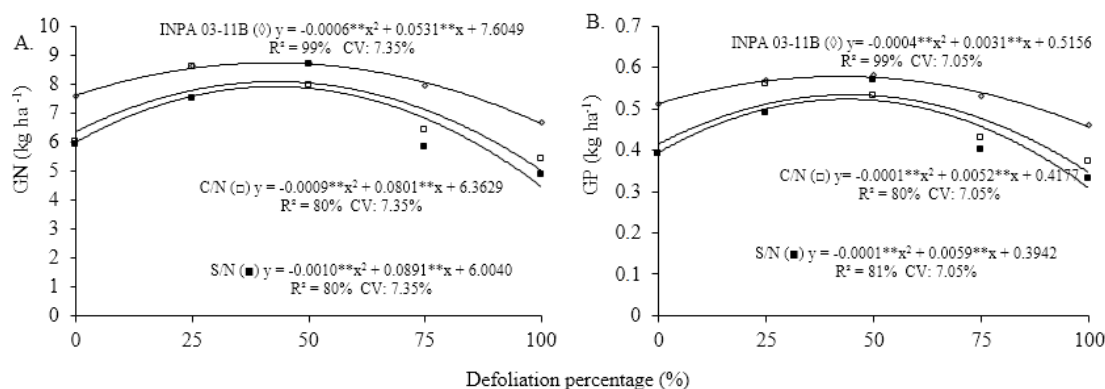 A.
INPA 03-11B (◊) y = -0.0006**x² + 0.0531**x + 7.6049
R² = 99% CV: 7.35%
C/N (□) y = -0.0009**x² + 0.0801**x + 6.3629
R² = 80% CV: 7.35%
S/N (■) y = -0.0010**x² + 0.0891**x + 6.0040
R² = 80% CV: 7.35%
GN (kg ha⁻¹)
10
9
8
7
6
5
4
3
2
1
0
0 25 50 75 100
B.
INPA 03-11B (◊) y= -0.0004**x² + 0.0031**x + 0.5156
R² = 99% CV: 7.05%
C/N (□) y = -0.0001**x² + 0.0052**x + 0.4177
R² = 80% CV: 7.05%
S/N (■) y = -0.0001**x² + 0.0059**x + 0.3942
R² = 81% CV: 7.05%
GP (kg ha⁻¹)
0.7
0.6
0.5
0.4
0.3
0.2
0.1
0
0 25 50 75 100
Defoliation percentage (%)